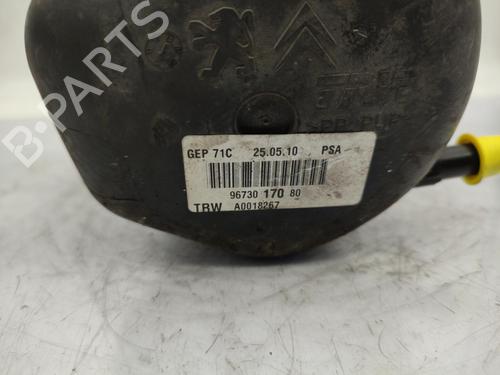 GEP 71C 25.05.10 PSA
96730 170 80
TRW A0018267
B-PARTS